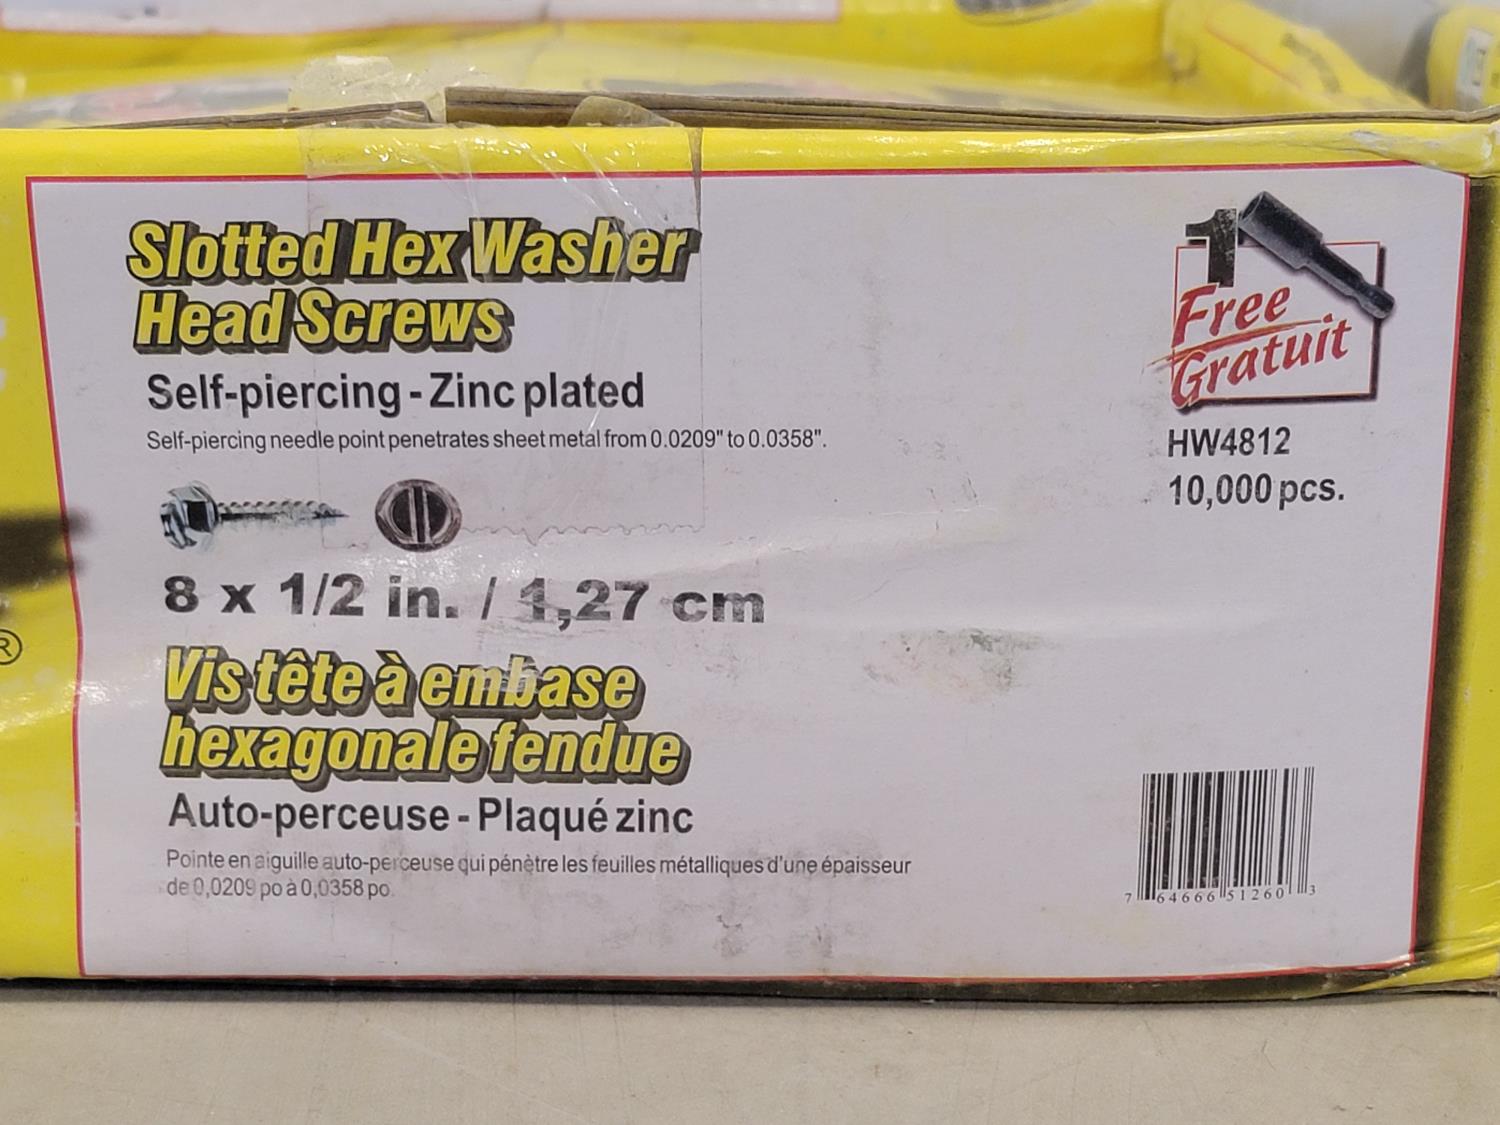 Slotted Hex Washer
Head Screws
Self-piercing - Zinc plated
Self-piercing needle point penetrates sheet metal from 0.0209" to 0.0358".
8 x 1/2 in. / 1,27 cm
Vis tête à embase
hexagonale fendue
Auto-perceuse - Plaqué zinc
Pointe en aiguille auto-perceuse qui pénètre les feuilles métalliques d'une épaisseur
de 0,0209 po à 0,0358 po.
1
Free
Gratuit
HW4812
10,000 pcs.
7 64666 51260 3
®